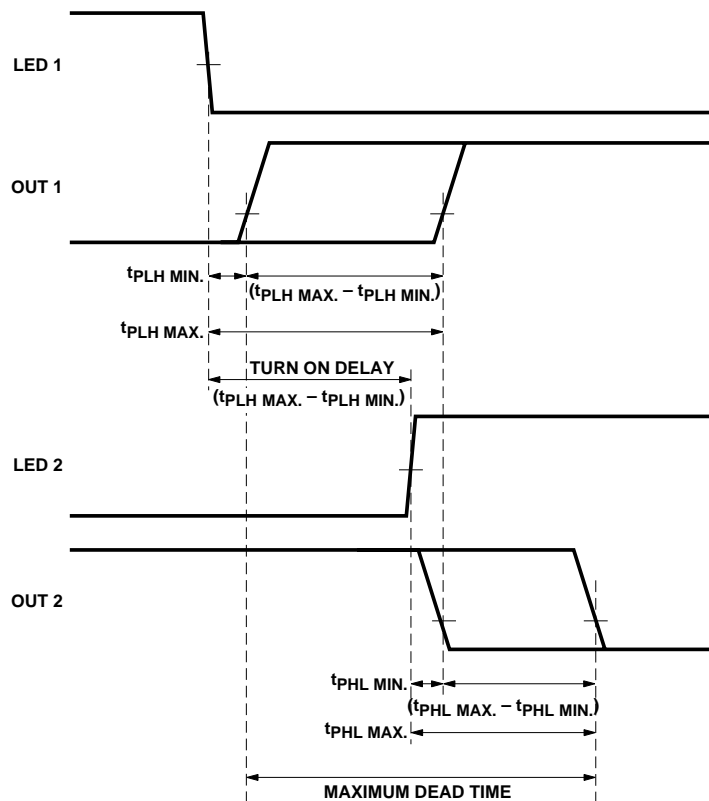 LED 1
OUT 1
tPLH MIN.
(tPLH MAX. – tPLH MIN.)
tPLH MAX.
TURN ON DELAY
(tPLH MAX. – tPLH MIN.)
LED 2
OUT 2
tPHL MIN.
(tPHL MAX. – tPHL MIN.)
tPHL MAX.
MAXIMUM DEAD TIME